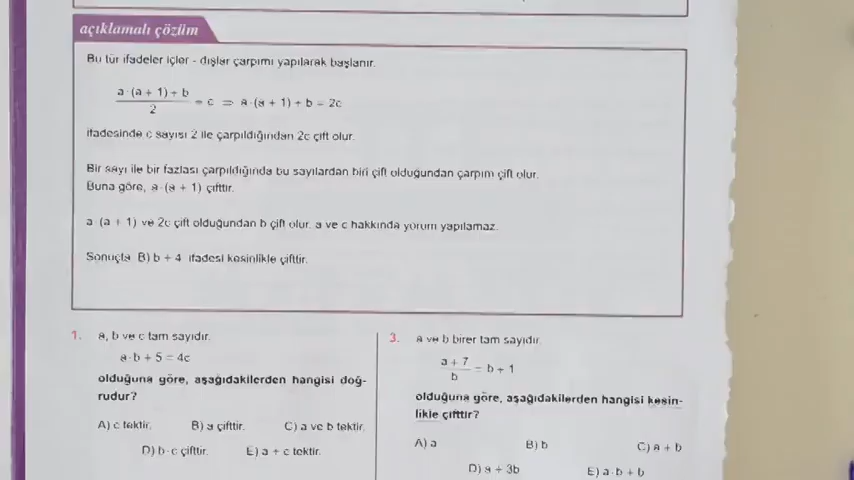 açıklamalı çözüm
Bu tür ifadeler içler - dışlar çarpımı yapılarak başlanır.
a·(a + 1) + b
2
= c ⇒ a·(a + 1) + b = 2c
ifadesinde c sayısı 2 ile çarpıldığından 2c çift olur.
Bir sayı ile bir fazlası çarpıldığında bu sayılardan biri çift olduğundan çarpım çift olur.
Buna göre, a·(a + 1) çifttir.
a·(a + 1) ve 2c çift olduğundan b çift olur, a ve c hakkında yorum yapılamaz.
Sonuçta B) b + 4 ifadesi kesinlikle çifttir.
1. a, b ve c tam sayıdır.
a·b + 5 = 4c
olduğuna göre, aşağıdakilerden hangisi doğ-
rudur?
A) c tektir. B) a çifttir. C) a ve b tektir.
D) b·c çifttir. E) a + c tektir.
3. a ve b birer tam sayıdır.
a + 7
b
= b + 1
olduğuna göre, aşağıdakilerden hangisi kesin-
likle çifttir?
A) a B) b C) a + b
D) a + 3b E) a·b + b